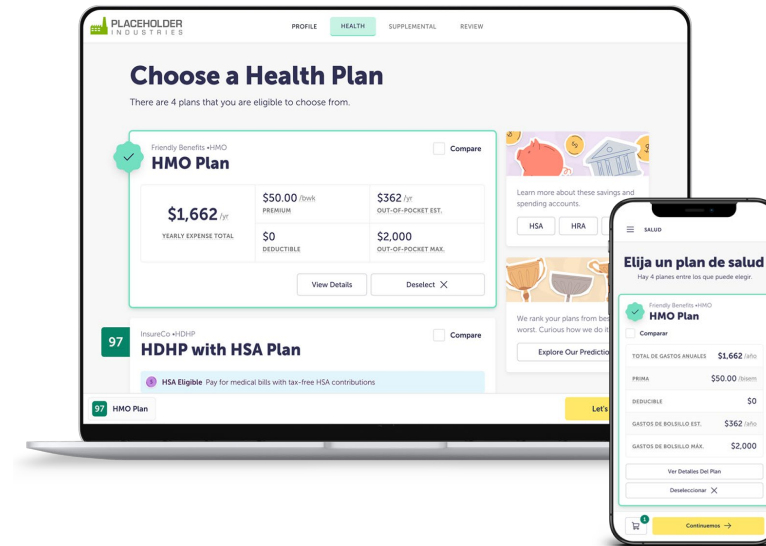 PLACEHOLDER
INDUSTRIES
PROFILE
HEALTH
SUPPLEMENTAL
REVIEW
Choose a Health Plan
There are 4 plans that you are eligible to choose from.
Friendly Benefits •HMO
HMO Plan
Compare
$1,662 /yr
YEARLY EXPENSE TOTAL
$50.00 /bwk
PREMIUM
$362 /yr
OUT-OF-POCKET EST.
$0
DEDUCTIBLE
$2,000
OUT-OF-POCKET MAX.
View Details
Deselect
97
InsureCo •HDHP
HDHP with HSA Plan
Compare
HSA Eligible Pay for medical bills with tax-free HSA contributions
97 HMO Plan
Let's
Learn more about these savings and
spending accounts.
HSA
HRA
We rank your plans from
worst. Curious how we do
Explore Our
SALUD
Elija un plan de salud
Hay 4 planes entre los que puede elegir.
Friendly Benefits •HMO
HMO Plan
Comparar
TOTAL DE GASTOS ANUALES $1,662 /año
PRIMA $50.00 /bisem
DEDUCIBLE $0
GASTOS DE BOLSILLO EST. $362 /año
GASTOS DE BOLSILLO MÁX. $2,000
Ver Detalles Del Plan
Deseleccionar
1
Continuemos →